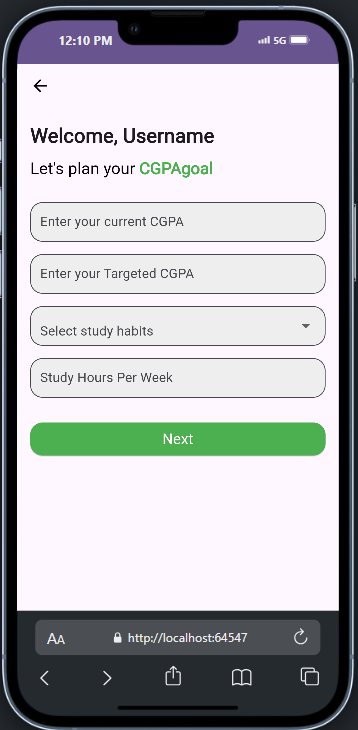 12:10 PM 5G
Welcome, Username
Let's plan your CGPAgoal
Enter your current CGPA
Enter your Targeted CGPA
Select study habits
Study Hours Per Week
Next
AA http://localhost:64547